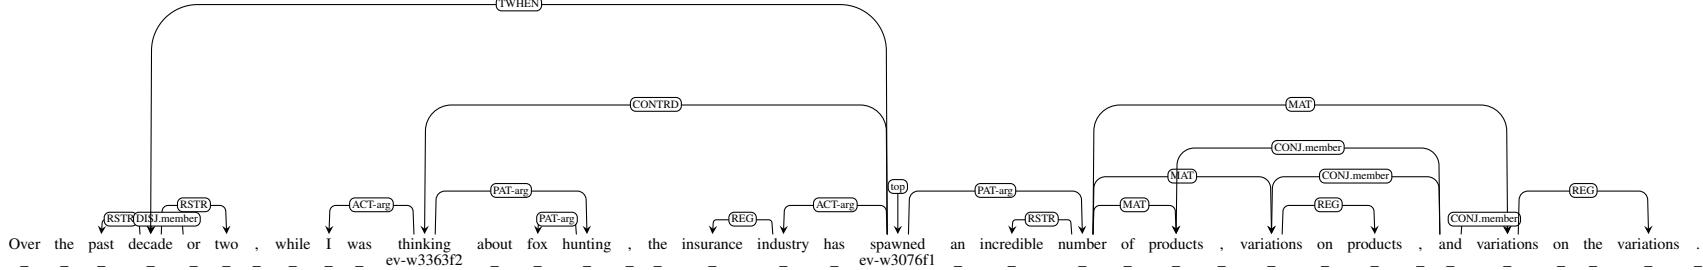 TWHEN
CONTRD MAT
CONJ.member
PAT-arg MAT CONJ.member
top PAT-arg REG
RSTR ACT-arg ACT-arg MAT REG
RSTR DISJ.member PAT-arg REG RSTR CONJ.member
Over the past decade or two , while I was thinking about fox hunting , the insurance industry has spawned an incredible number of products , variations on products , and variations on the variations .
_ _ _ _ _ _ _ _ _ _ ev-w3363f2 _ _ _ _ _ _ _ _ ev-w3076f1 _ _ _ _ _ _ _ _ _ _ _ _ _ _ _ _